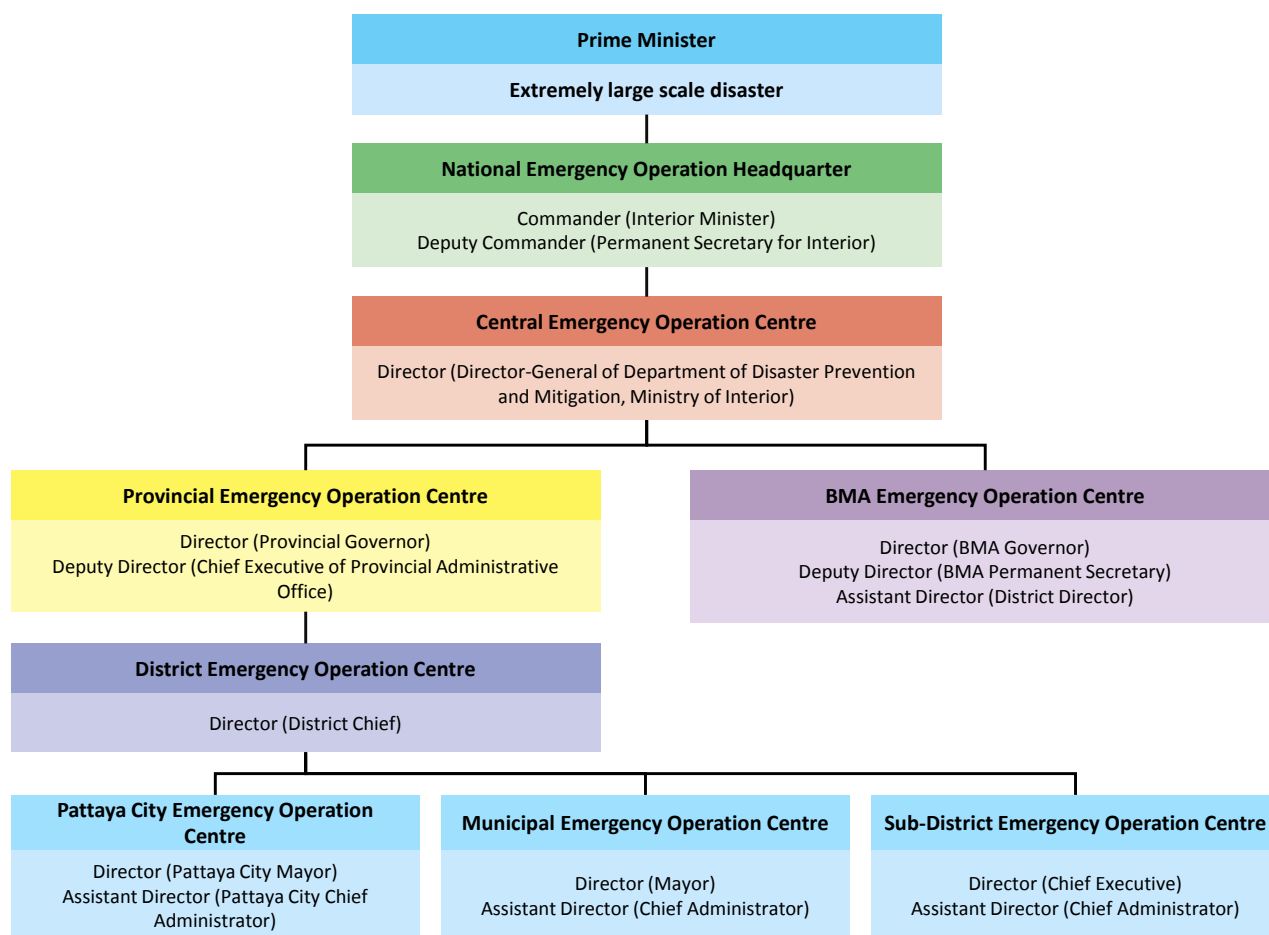 Prime Minister
Extremely large scale disaster
National Emergency Operation Headquarter
Commander (Interior Minister)
Deputy Commander (Permanent Secretary for Interior)
Central Emergency Operation Centre
Director (Director-General of Department of Disaster Prevention
and Mitigation, Ministry of Interior)
Provincial Emergency Operation Centre
Director (Provincial Governor)
Deputy Director (Chief Executive of Provincial Administrative
Office)
BMA Emergency Operation Centre
Director (BMA Governor)
Deputy Director (BMA Permanent Secretary)
Assistant Director (District Director)
District Emergency Operation Centre
Director (District Chief)
Pattaya City Emergency Operation
Centre
Director (Pattaya City Mayor)
Assistant Director (Pattaya City Chief
Administrator)
Municipal Emergency Operation Centre
Director (Mayor)
Assistant Director (Chief Administrator)
Sub-District Emergency Operation Centre
Director (Chief Executive)
Assistant Director (Chief Administrator)